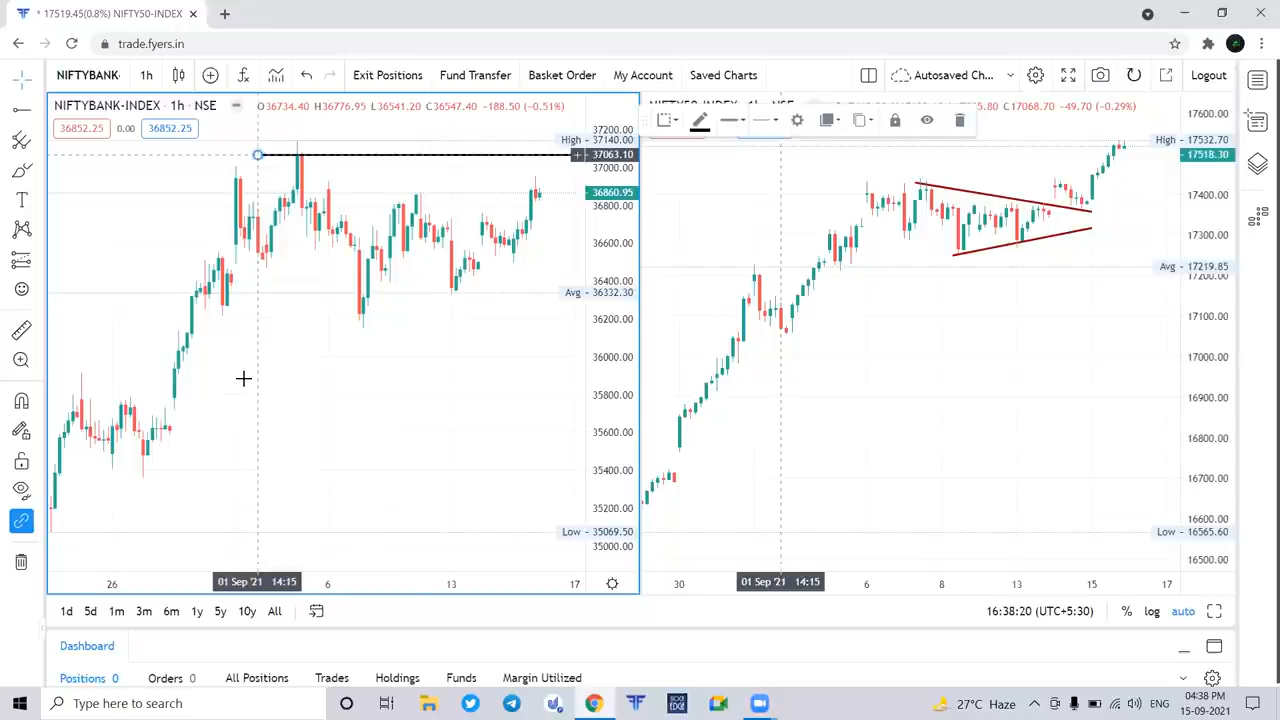 * 17519.45(0.8%) NIFTY50-INDEX
trade.fyers.in
NIFTYBANK- 1h Exit Positions Fund Transfer Basket Order My Account Saved Charts Autosaved Ch... Logout
NIFTYBANK-INDEX · 1h · NSE O36734.40 H36776.95 L36541.20 C36547.40 −188.50 (−0.51%)
36852.25 0.00 36852.25
17068.70 −49.70 (−0.29%)
37200.00
High - 37140.00
37063.10
37000.00
36860.95
36800.00
36600.00
36400.00
Avg - 36332.30
36200.00
36000.00
35800.00
35600.00
35400.00
35200.00
Low - 35069.50
35000.00
17600.00
High - 17532.70
17518.30
17400.00
17300.00
Avg - 17219.85
17200.00
17100.00
17000.00
16900.00
16800.00
16700.00
16600.00
Low - 16565.60
16500.00
26 01 Sep '21 14:15 6 13 17
30 01 Sep '21 14:15 8 6 13 15 17
1d 5d 1m 3m 6m 1y 5y 10y All 16:38:20 (UTC+5:30) % log auto
Dashboard
Positions 0 Orders 0 All Positions Trades Holdings Funds Margin Utilized
Type here to search
27°C Haze ENG
04:38 PM
15-09-2021